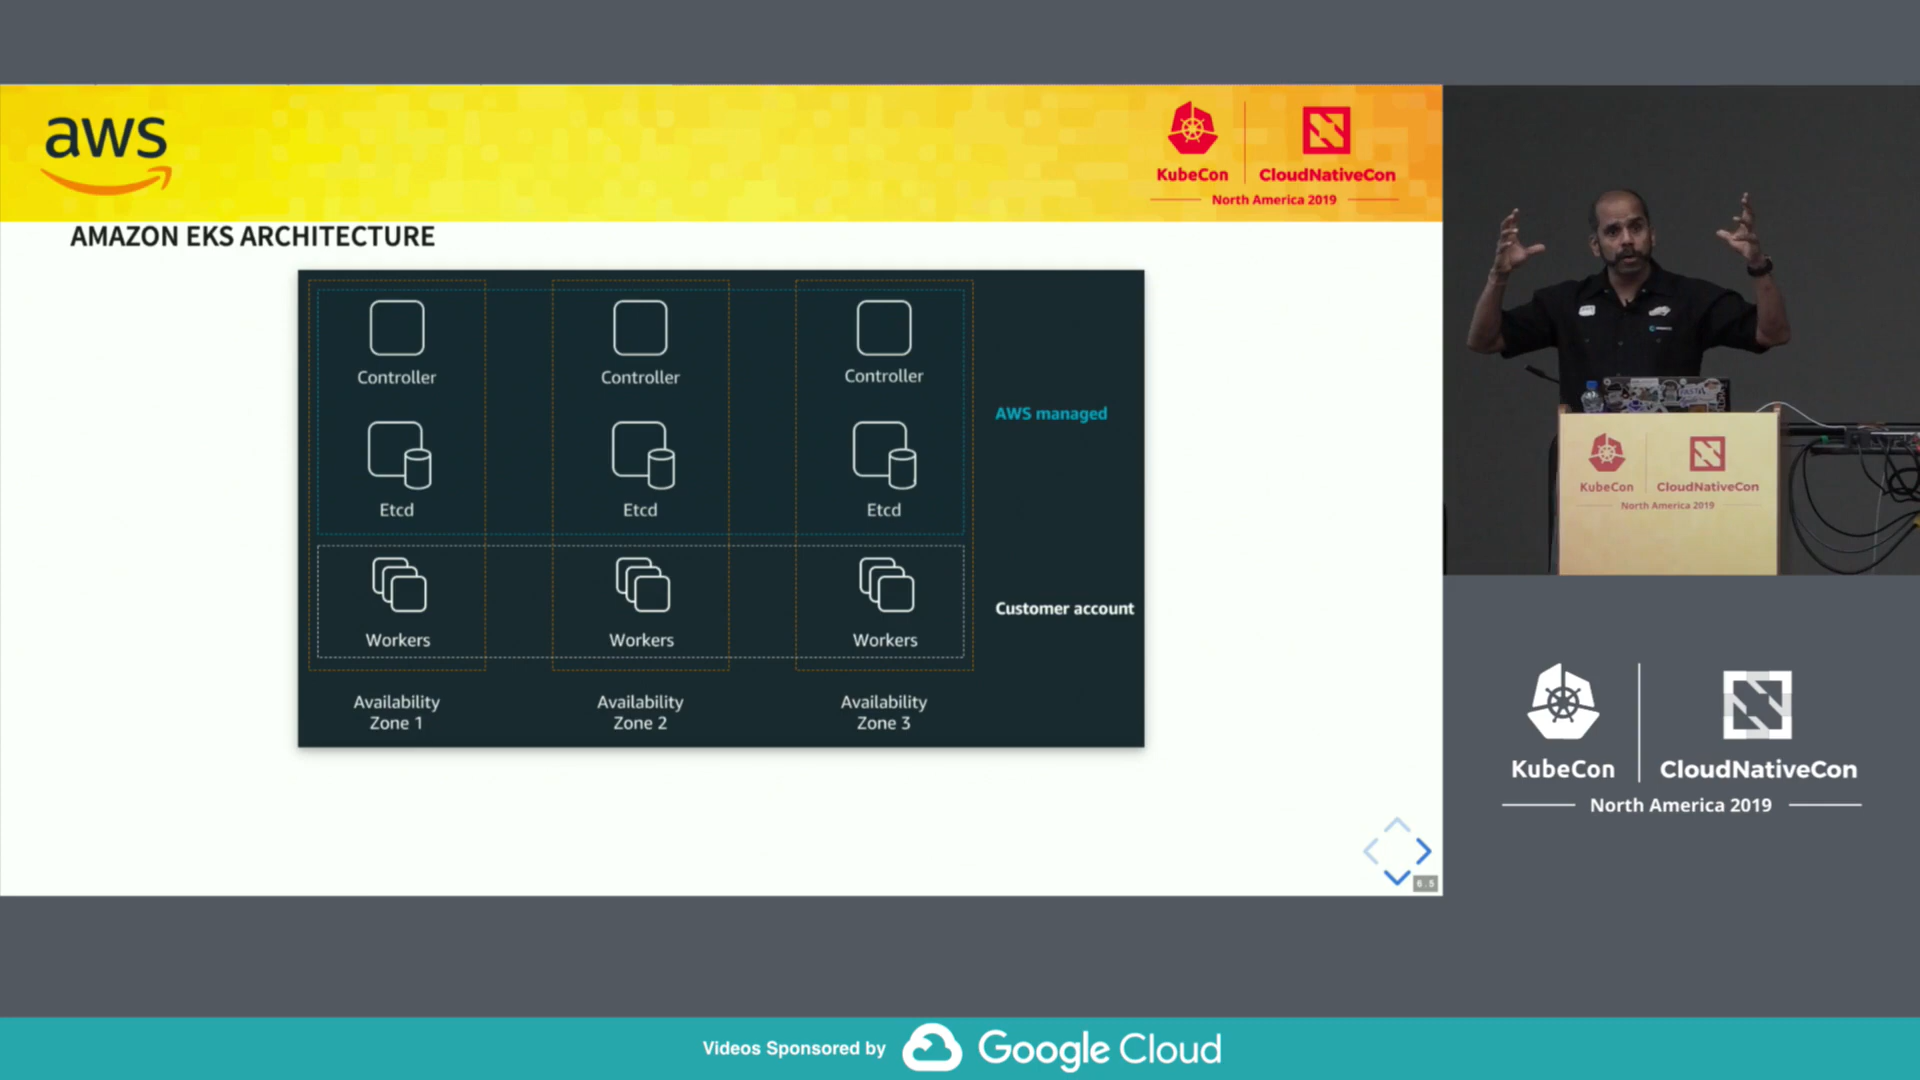 aws
KubeCon
CloudNativeCon
North America 2019
AMAZON EKS ARCHITECTURE
Controller
Controller
Controller
AWS managed
Etcd
Etcd
Etcd
Workers
Workers
Workers
Customer account
Availability
Zone 1
Availability
Zone 2
Availability
Zone 3
6.5
KubeCon
CloudNativeCon
North America 2019
KubeCon
CloudNativeCon
North America 2019
Videos Sponsored by
Google Cloud